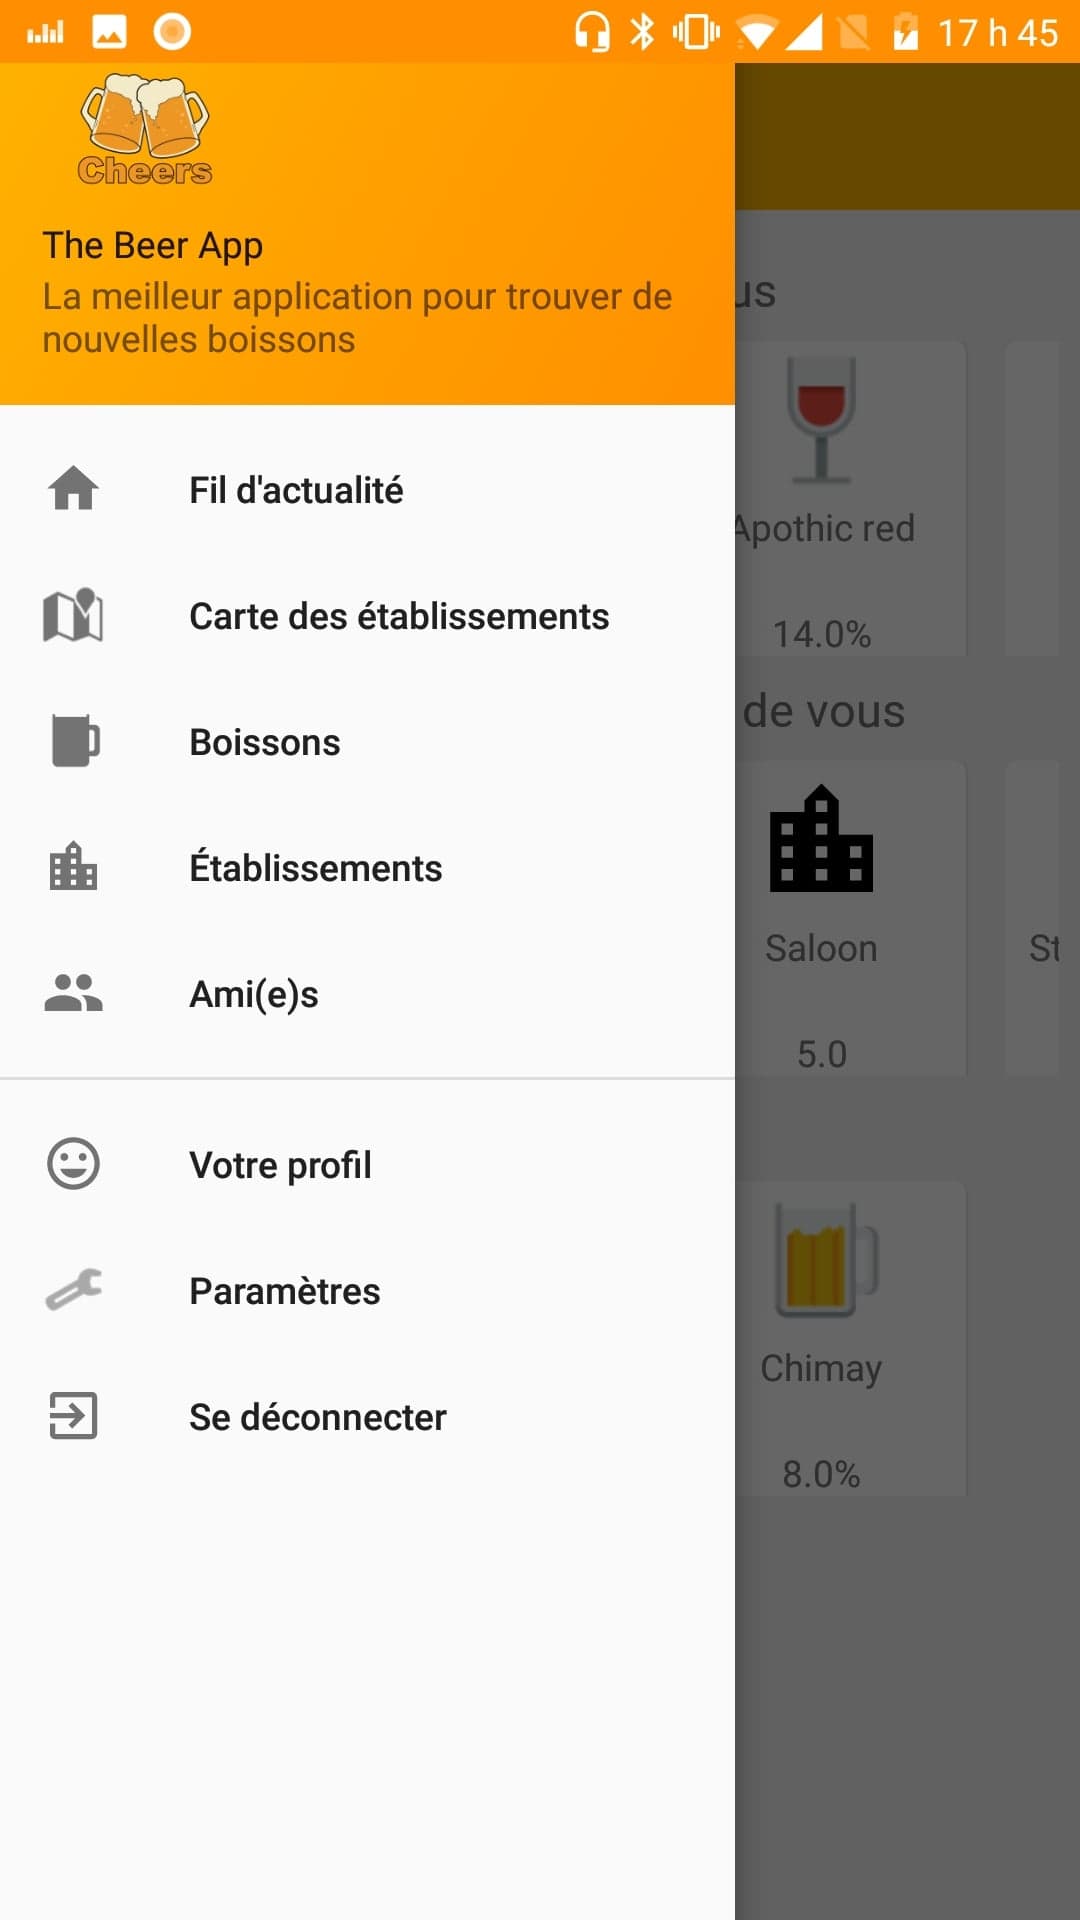 17 h 45
Cheers
The Beer App
La meilleur application pour trouver de
nouvelles boissons
Fil d'actualité
Carte des établissements
Boissons
Établissements
Ami(e)s
Votre profil
Paramètres
Se déconnecter
us
Apothic red
14.0%
de vous
Saloon
St
5.0
Chimay
8.0%